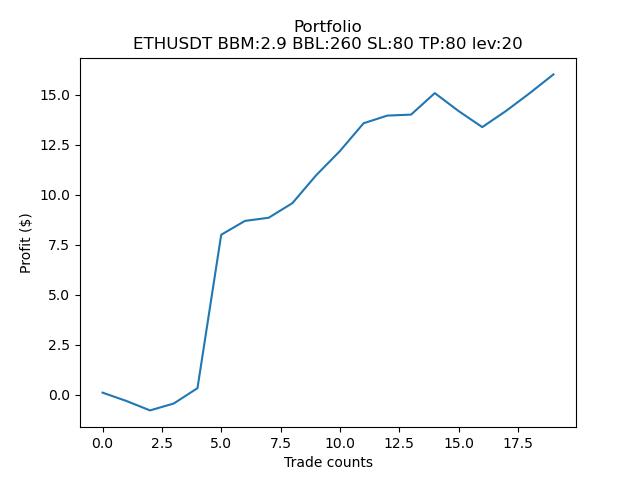 Portfolio
ETHUSDT BBM:2.9 BBL:260 SL:80 TP:80 lev:20
15.0
12.5
10.0
7.5
5.0
2.5
0.0
Profit ($)
0.0 2.5 5.0 7.5 10.0 12.5 15.0 17.5
Trade counts